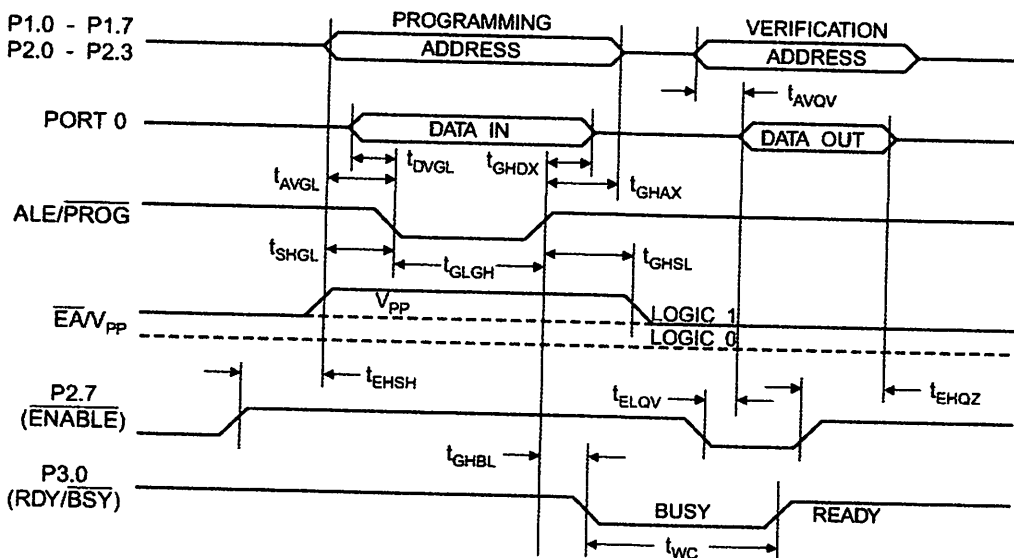 P1.0 - P1.7
P2.0 - P2.3
PROGRAMMING
ADDRESS
VERIFICATION
ADDRESS
tAVQV
PORT 0
DATA IN
DATA OUT
tDVGL
tGHDX
tAVGL
tGHAX
ALE/PROG
tSHGL
tGLGH
tGHSL
EA/VPP
VPP
LOGIC 1
LOGIC 0
tEHSH
P2.7
(ENABLE)
tELQV
tEHQZ
tGHBL
P3.0
(RDY/BSY)
BUSY
READY
tWC